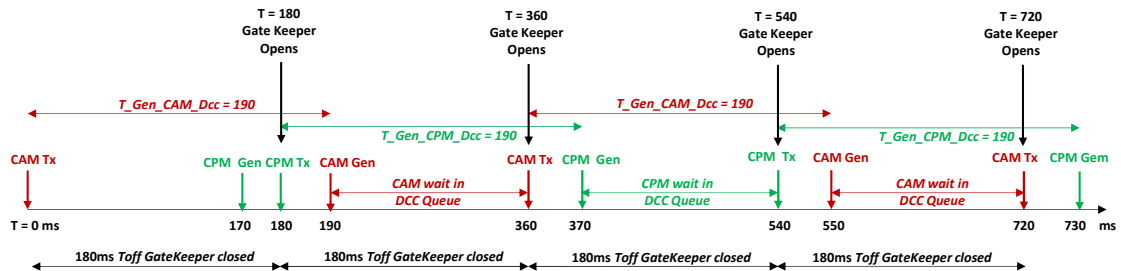 T = 180
Gate Keeper
Opens
T = 360
Gate Keeper
Opens
T = 540
Gate Keeper
Opens
T = 720
Gate Keeper
Opens
T_Gen_CAM_Dcc = 190
T_Gen_CAM_Dcc = 190
T_Gen_CPM_Dcc = 190
T_Gen_CPM_Dcc = 190
CAM Tx
CPM Gen
CPM Tx
CAM Gen
CAM Tx
CPM Gen
CPM Tx
CAM Gen
CAM Tx
CPM Gem
CAM wait in
DCC Queue
CPM wait in
DCC Queue
CAM wait in
DCC Queue
T = 0 ms
170
180
190
360
370
540
550
720
730
ms
180ms Toff GateKeeper closed
180ms Toff GateKeeper closed
180ms Toff GateKeeper closed
180ms Toff GateKeeper closed